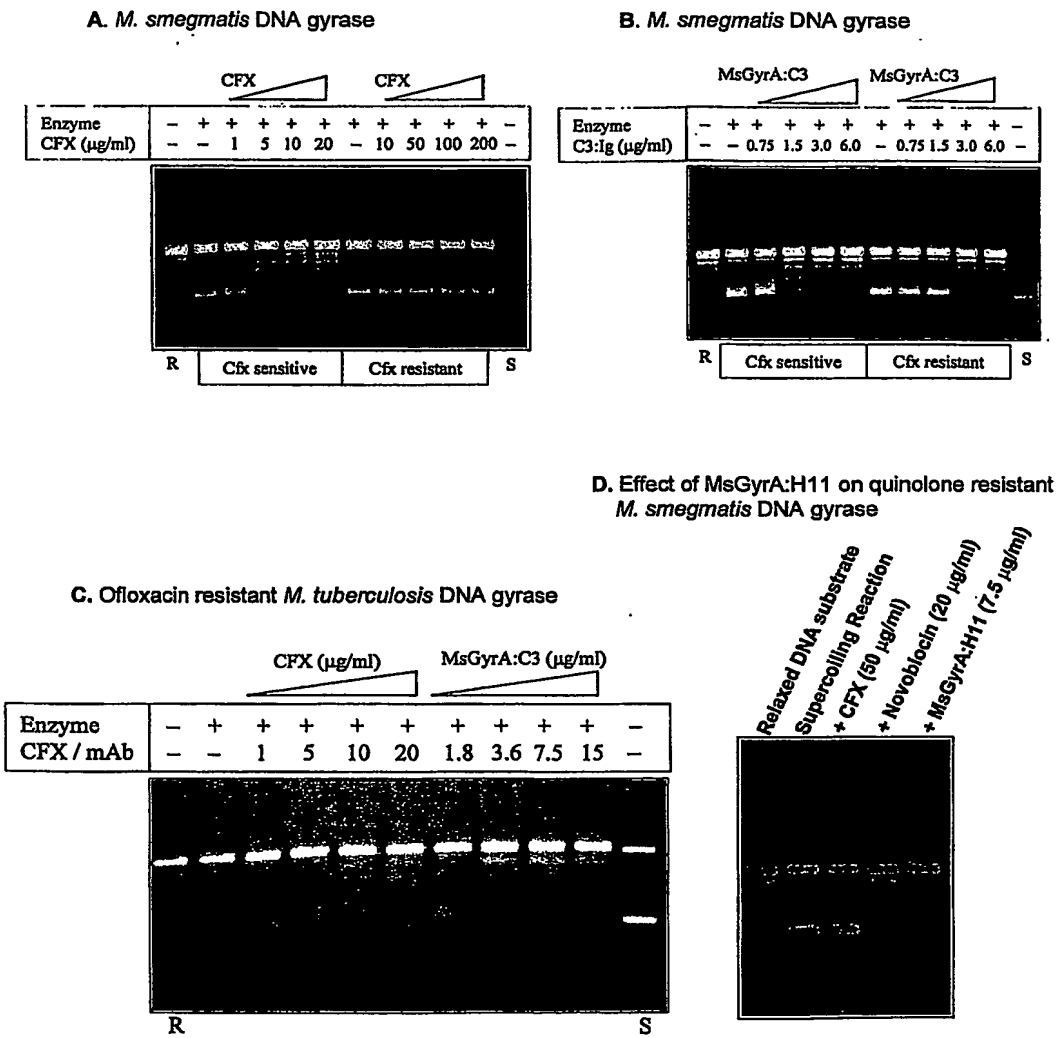 A. M. smegmatis DNA gyrase
CFX CFX
Enzyme – + + + + + + + + + + –
CFX (µg/ml) – – 1 5 10 20 – 10 50 100 200 –
R Cfx sensitive Cfx resistant S
B. M. smegmatis DNA gyrase
MsGyrA:C3 MsGyrA:C3
Enzyme – + + + + + + + + + + –
C3:Ig (µg/ml) – – 0.75 1.5 3.0 6.0 – 0.75 1.5 3.0 6.0 –
R Cfx sensitive Cfx resistant S
C. Ofloxacin resistant M. tuberculosis DNA gyrase
CFX (µg/ml) MsGyrA:C3 (µg/ml)
Enzyme – + + + + + + + + + –
CFX / mAb – – 1 5 10 20 1.8 3.6 7.5 15 –
R S
D. Effect of MsGyrA:H11 on quinolone resistant
M. smegmatis DNA gyrase
Relaxed DNA substrate
Supercoiling Reaction
+ CFX (50 µg/ml)
+ Novobiocin (20 µg/ml)
+ MsGyrA:H11 (7.5 µg/ml)